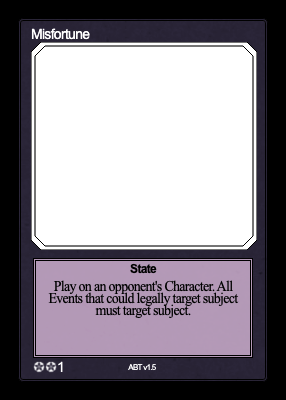 Misfortune
State
Play on an opponent's Character. All
Events that could legally target subject
must target subject.
1
ABT v1.5